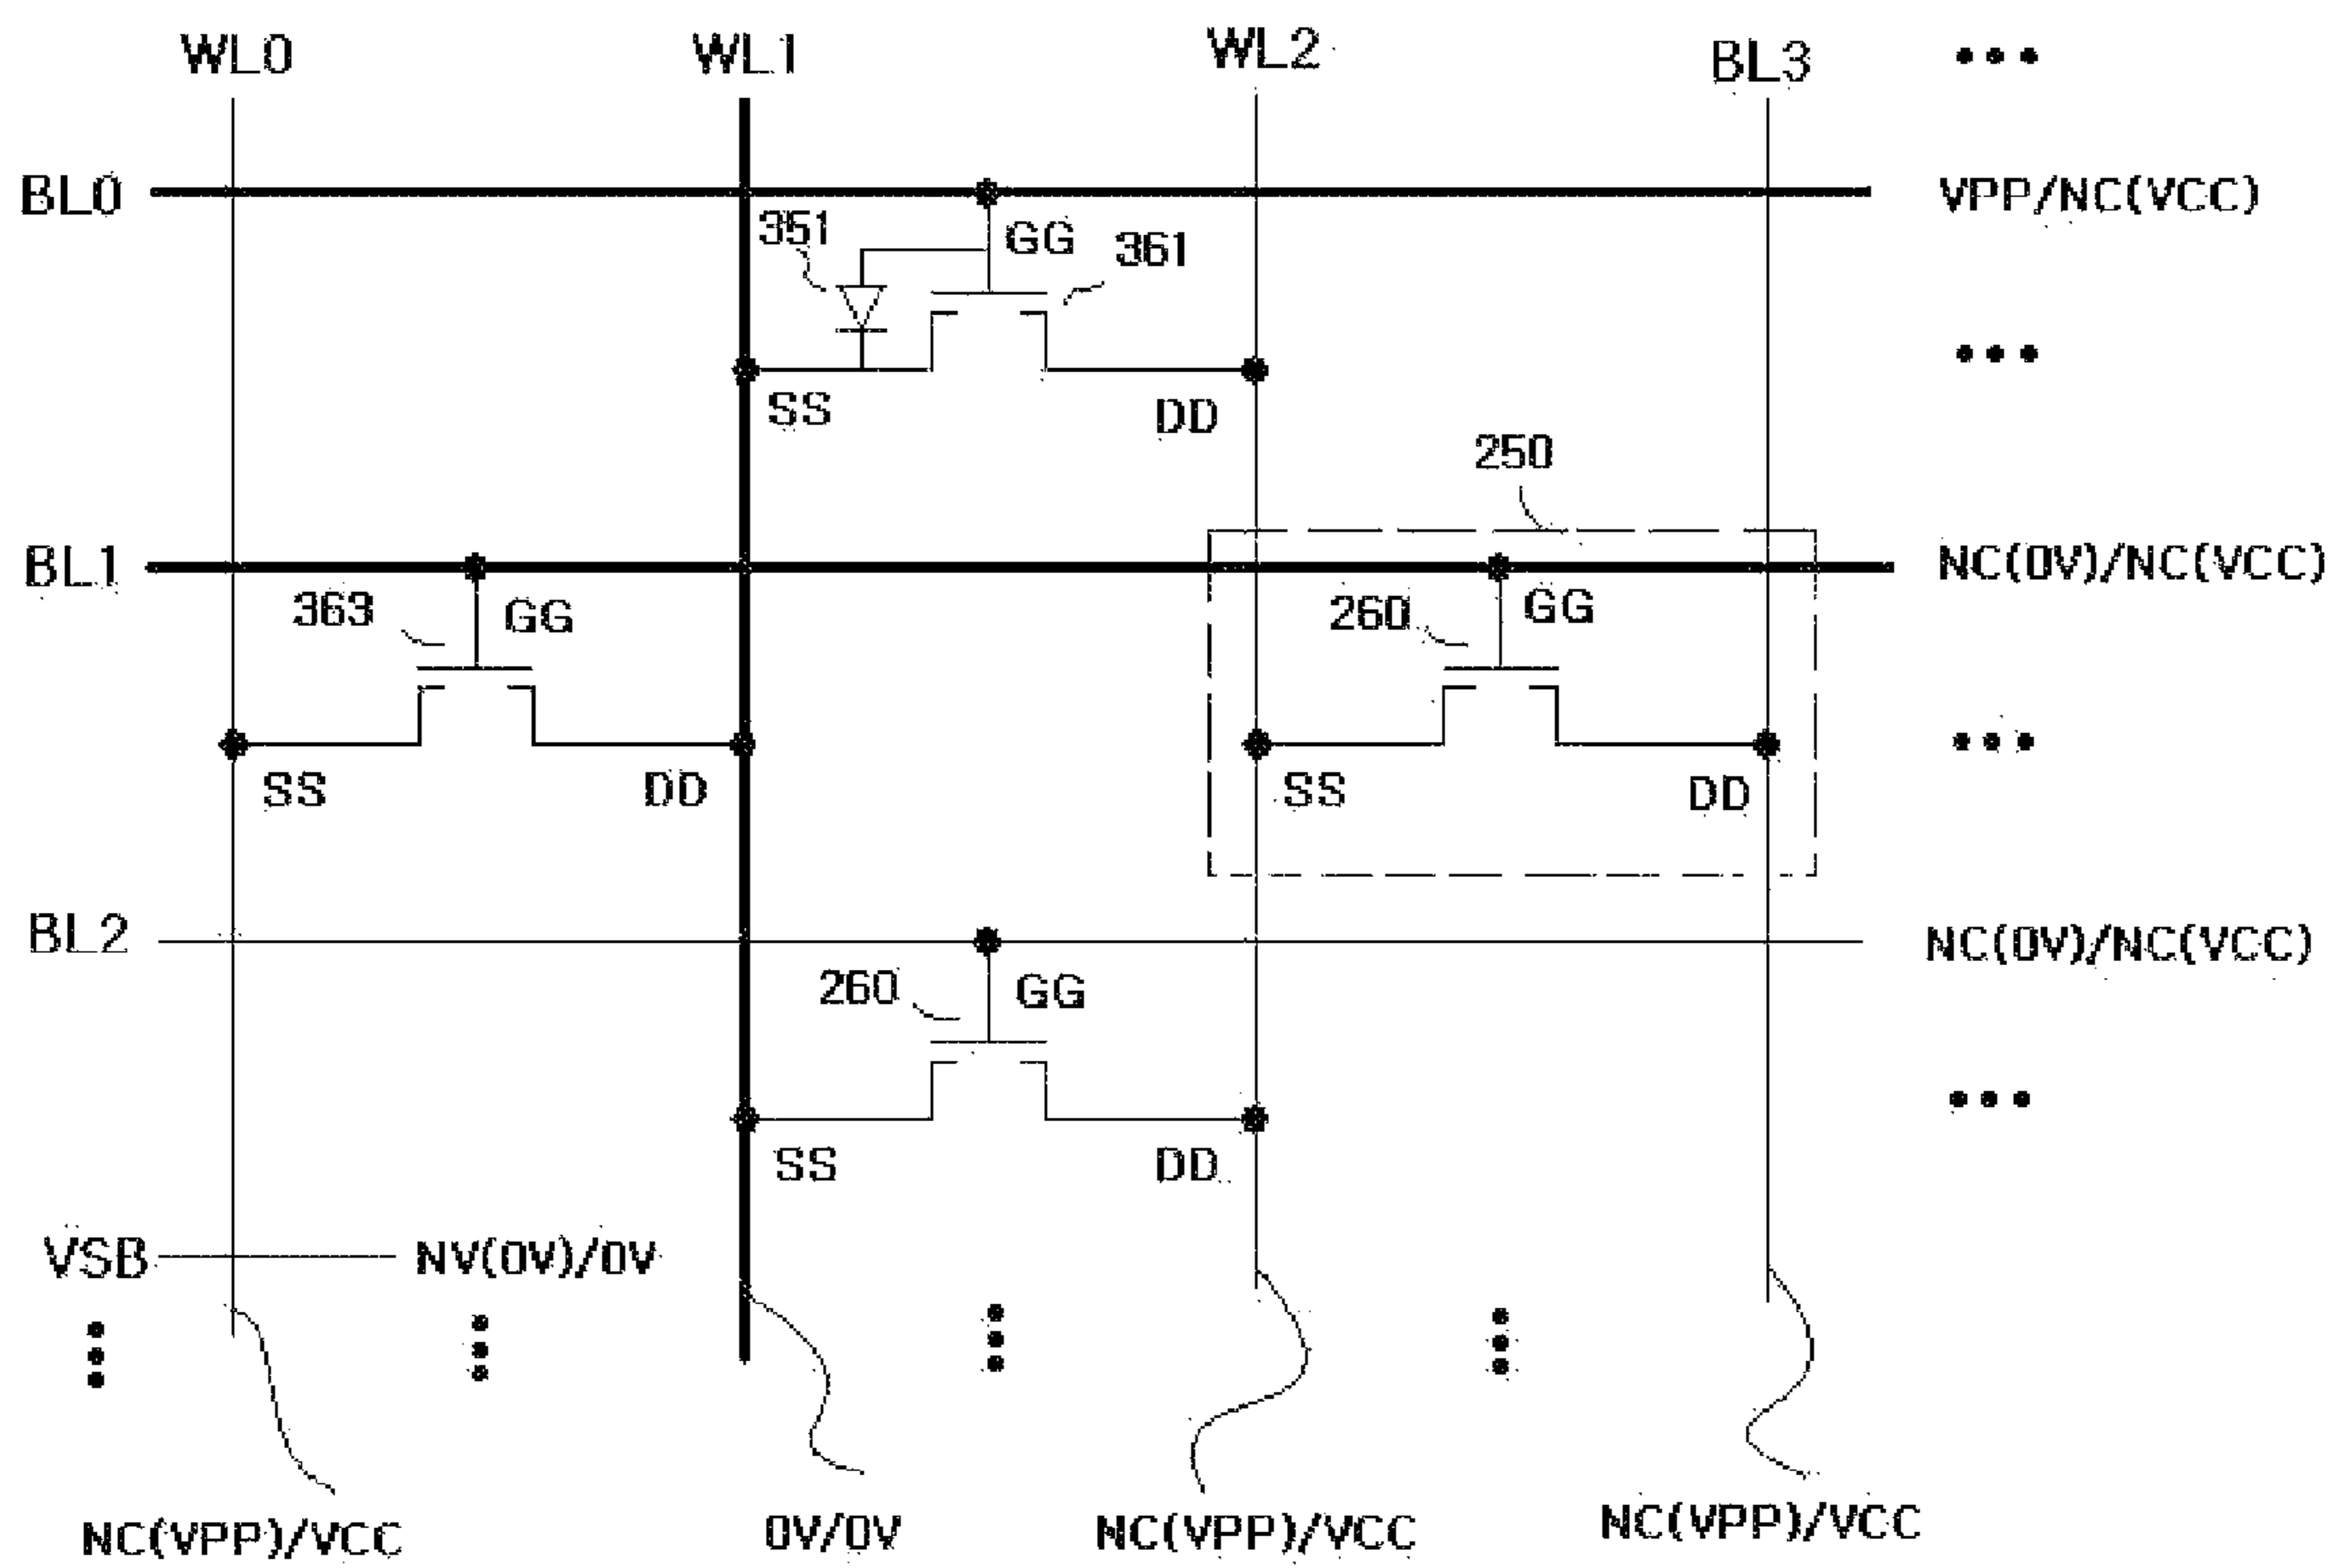 WL0 WL1 WL2 BL3
BL0 VPP/NC(VCC)
351 GG 361
SS DD
250
BL1 NC(0V)/NC(VCC)
363 GG 260 GG
SS DD SS DD
BL2 NC(0V)/NC(VCC)
260 GG
SS DD
VSB NV(0V)/0V
NC(VPP)/VCC 0V/0V NC(VPP)/VCC NC(VPP)/VCC